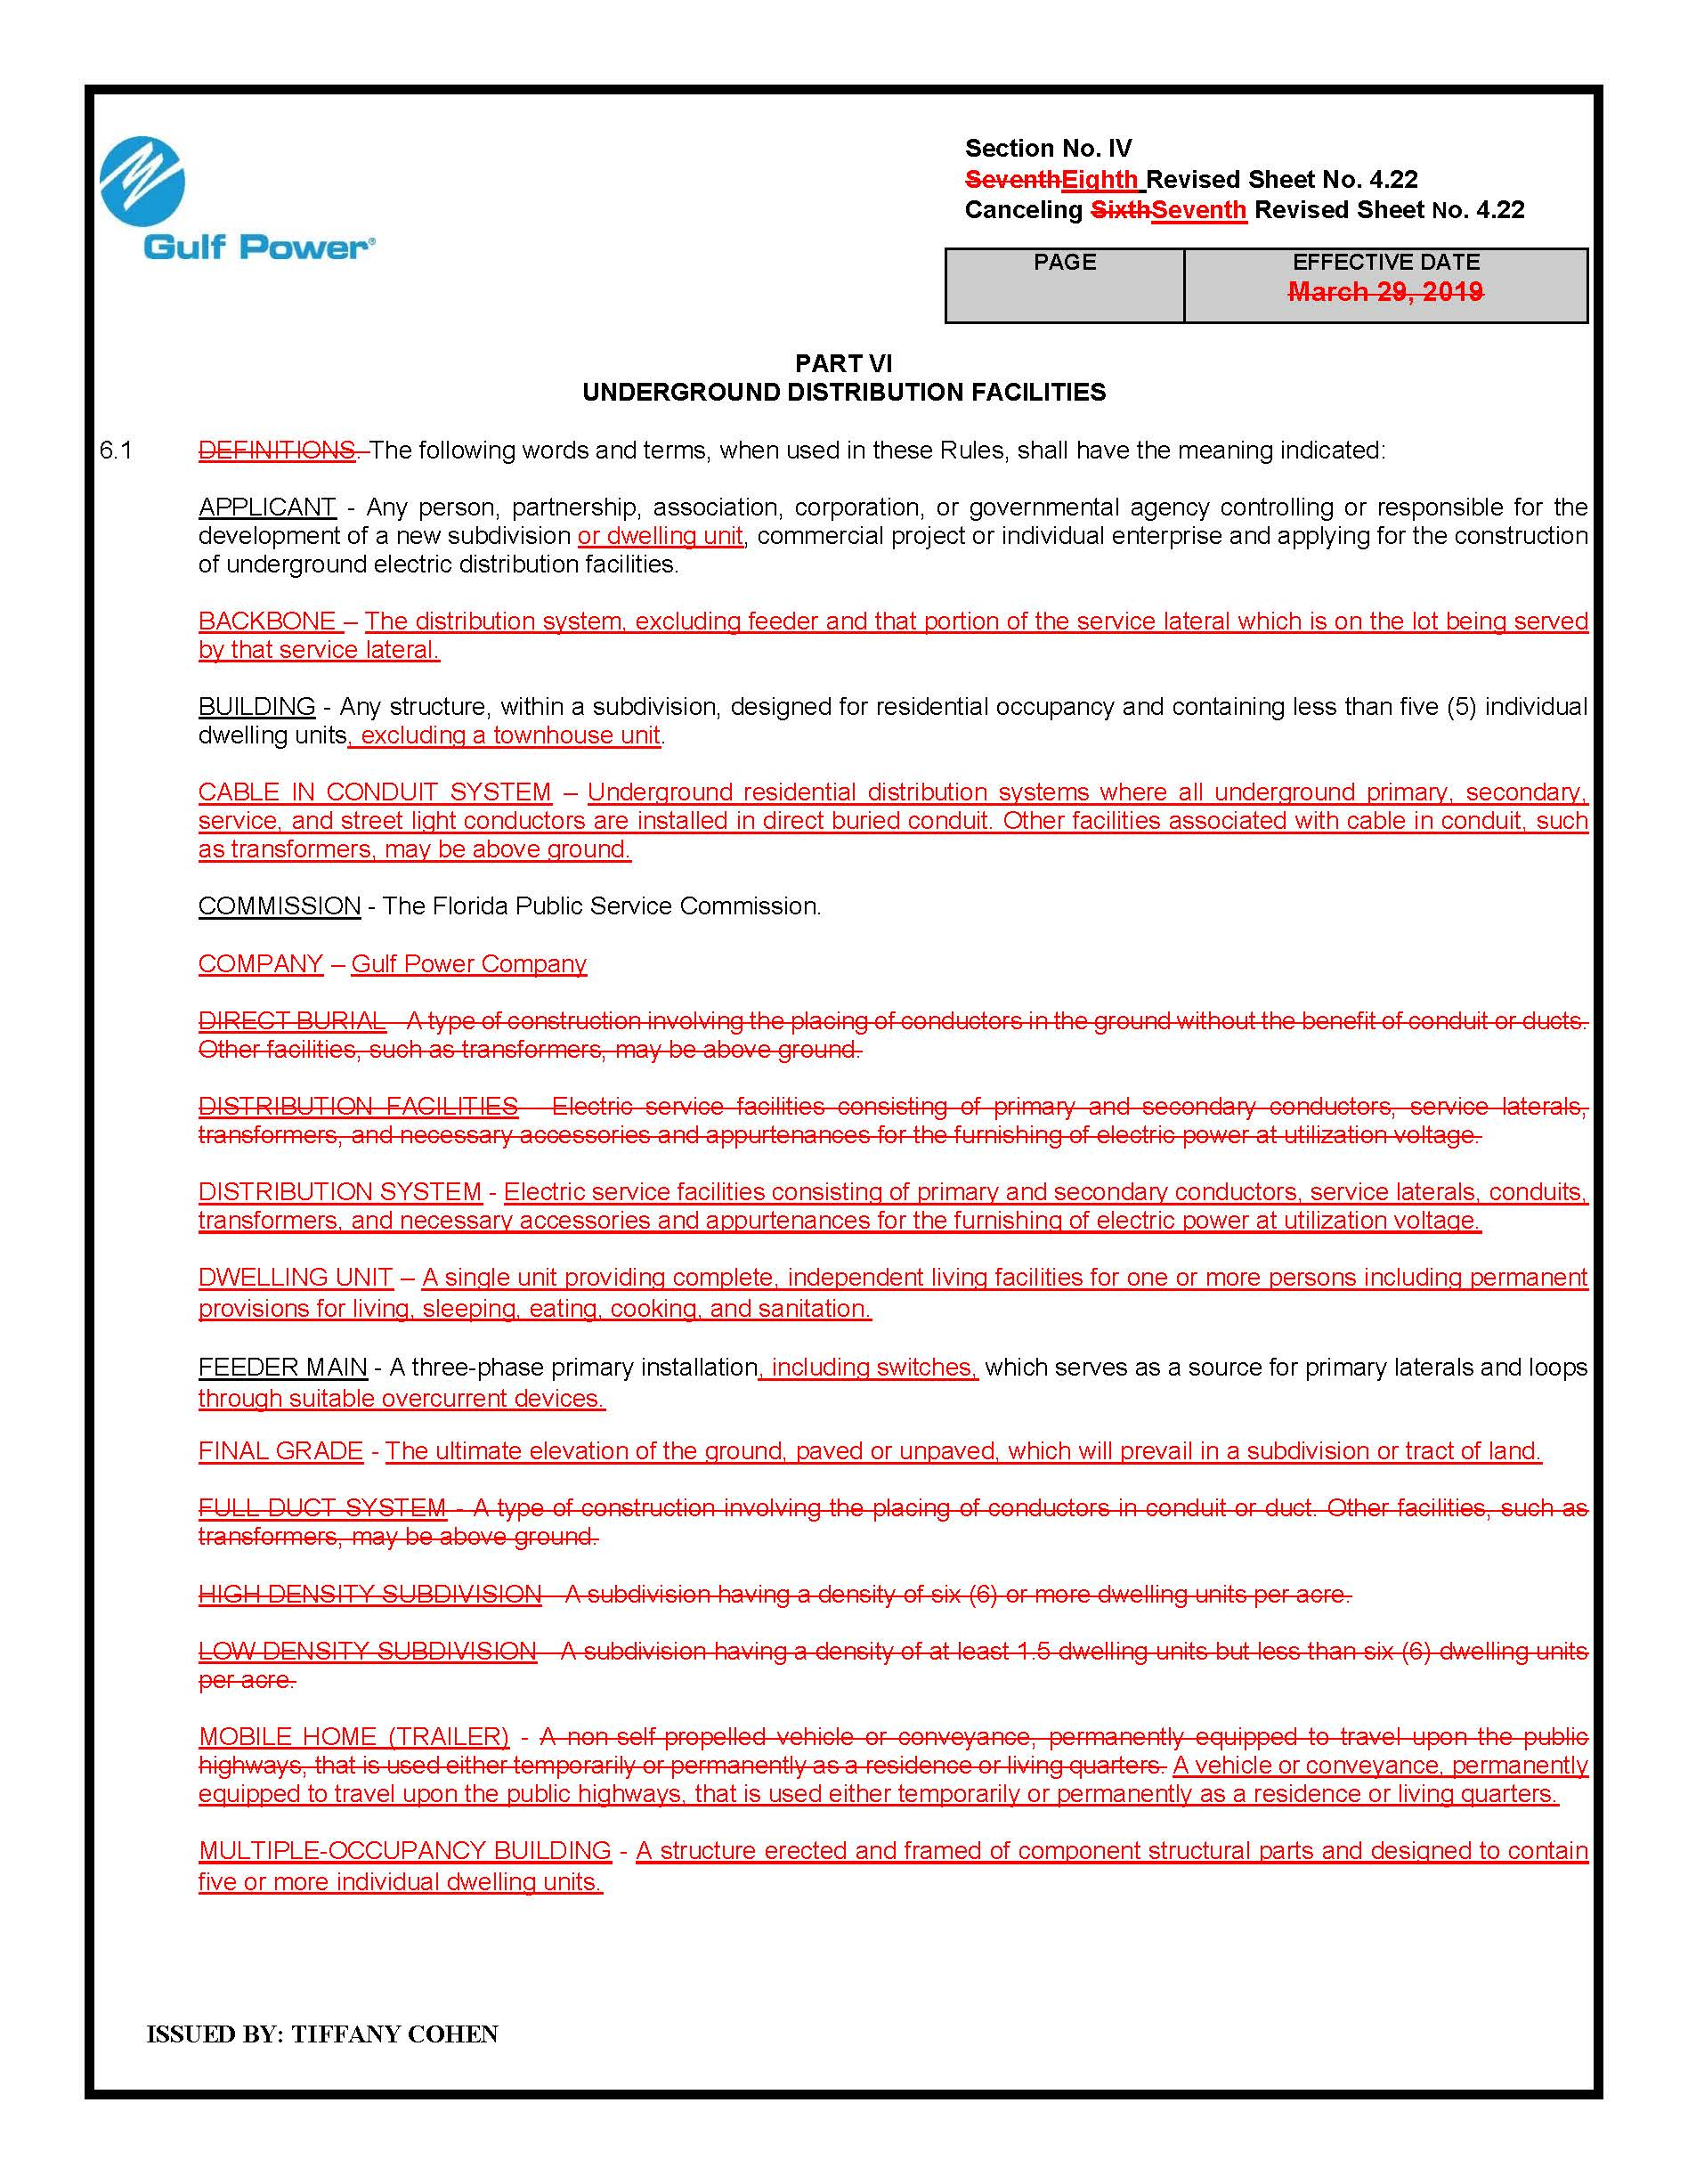 Gulf Power®
Section No. IV
SeventhEighth Revised Sheet No. 4.22
Canceling SixthSeventh Revised Sheet No. 4.22
PAGE
EFFECTIVE DATE
March 29, 2019
PART VI
UNDERGROUND DISTRIBUTION FACILITIES
6.1 DEFINITIONS. The following words and terms, when used in these Rules, shall have the meaning indicated:
APPLICANT - Any person, partnership, association, corporation, or governmental agency controlling or responsible for the
development of a new subdivision or dwelling unit, commercial project or individual enterprise and applying for the construction
of underground electric distribution facilities.
BACKBONE – The distribution system, excluding feeder and that portion of the service lateral which is on the lot being served
by that service lateral.
BUILDING - Any structure, within a subdivision, designed for residential occupancy and containing less than five (5) individual
dwelling units, excluding a townhouse unit.
CABLE IN CONDUIT SYSTEM – Underground residential distribution systems where all underground primary, secondary,
service, and street light conductors are installed in direct buried conduit. Other facilities associated with cable in conduit, such
as transformers, may be above ground.
COMMISSION - The Florida Public Service Commission.
COMPANY – Gulf Power Company
DIRECT BURIAL - A type of construction involving the placing of conductors in the ground without the benefit of conduit or ducts.
Other facilities, such as transformers, may be above ground.
DISTRIBUTION FACILITIES - Electric service facilities consisting of primary and secondary conductors, service laterals,
transformers, and necessary accessories and appurtenances for the furnishing of electric power at utilization voltage.
DISTRIBUTION SYSTEM - Electric service facilities consisting of primary and secondary conductors, service laterals, conduits,
transformers, and necessary accessories and appurtenances for the furnishing of electric power at utilization voltage.
DWELLING UNIT – A single unit providing complete, independent living facilities for one or more persons including permanent
provisions for living, sleeping, eating, cooking, and sanitation.
FEEDER MAIN - A three-phase primary installation, including switches, which serves as a source for primary laterals and loops
through suitable overcurrent devices.
FINAL GRADE - The ultimate elevation of the ground, paved or unpaved, which will prevail in a subdivision or tract of land.
FULL DUCT SYSTEM - A type of construction involving the placing of conductors in conduit or duct. Other facilities, such as
transformers, may be above ground.
HIGH DENSITY SUBDIVISION - A subdivision having a density of six (6) or more dwelling units per acre.
LOW DENSITY SUBDIVISION - A subdivision having a density of at least 1.5 dwelling units but less than six (6) dwelling units
per acre.
MOBILE HOME (TRAILER) - A non-self-propelled vehicle or conveyance, permanently equipped to travel upon the public
highways, that is used either temporarily or permanently as a residence or living quarters. A vehicle or conveyance, permanently
equipped to travel upon the public highways, that is used either temporarily or permanently as a residence or living quarters.
MULTIPLE-OCCUPANCY BUILDING - A structure erected and framed of component structural parts and designed to contain
five or more individual dwelling units.
ISSUED BY: TIFFANY COHEN